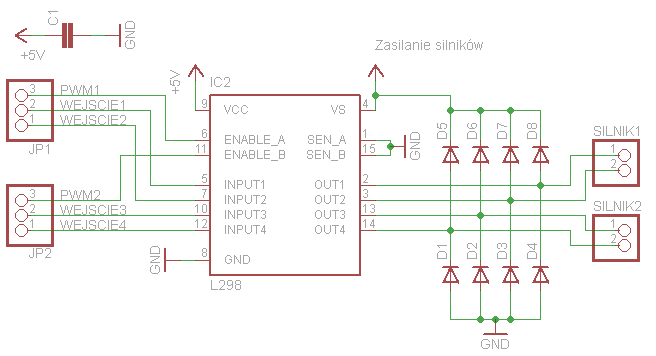 C1
GND
+5V
Zasilanie silników
+5V
IC2
3 PWM1
2 WEJSCIE1
1 WEJSCIE2
JP1
3 PWM2
2 WEJSCIE3
1 WEJSCIE4
JP2
9 VCC VS 4
6 ENABLE_A SEN_A 1
11 ENABLE_B SEN_B 15
GND
5 INPUT1 OUT1 2
7 INPUT2 OUT2 3
10 INPUT3 OUT3 13
12 INPUT4 OUT4 14
8 GND
GND
L298
D5 D6 D7 D8
D1 D2 D3 D4
GND
SILNIK1
1
2
SILNIK2
1
2